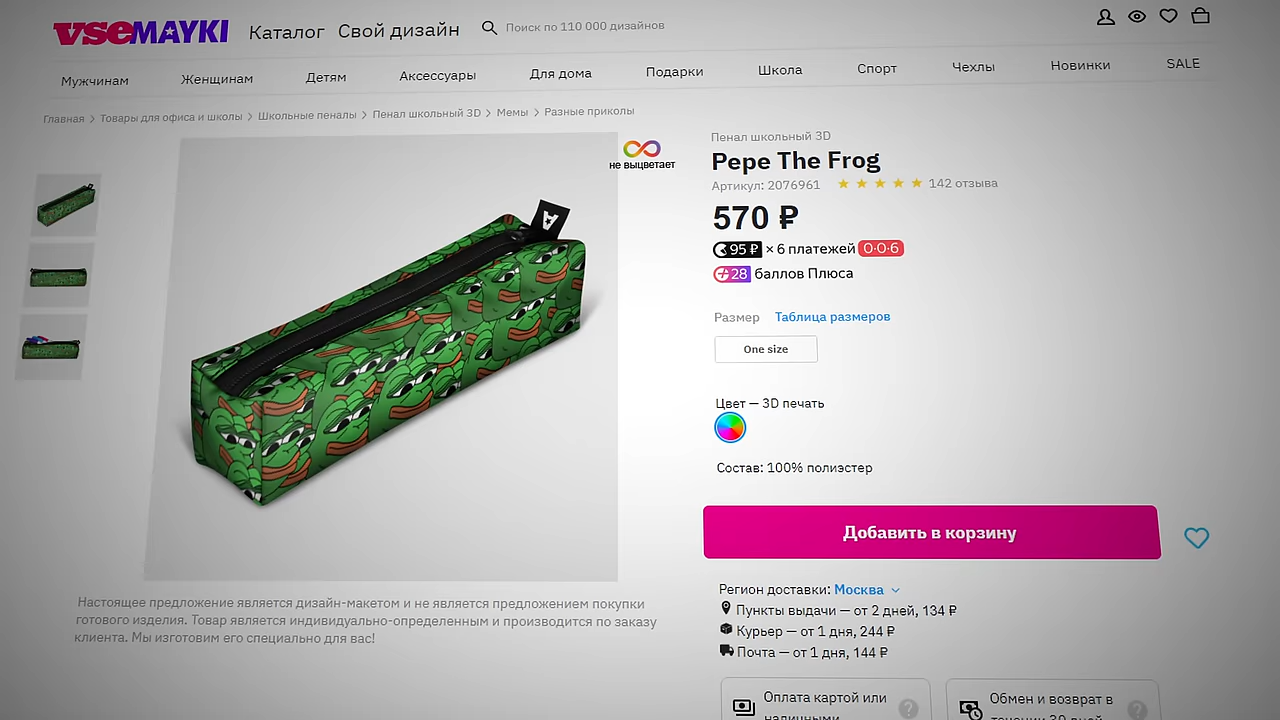 vseMAYKI
Каталог
Свой дизайн
Поиск по 110 000 дизайнов
Мужчинам
Женщинам
Детям
Аксессуары
Для дома
Подарки
Школа
Спорт
Чехлы
Новинки
SALE
Главная > Товары для офиса и школы > Школьные пеналы > Пенал школьный 3D > Мемы > Разные приколы
не выцветает
Пенал школьный 3D
Pepe The Frog
Артикул: 2076961
142 отзыва
570 ₽
95 ₽ × 6 платежей 0·0·6
28 баллов Плюса
Размер
Таблица размеров
One size
Цвет — 3D печать
Состав: 100% полиэстер
Добавить в корзину
Настоящее предложение является дизайн-макетом и не является предложением покупки
готового изделия. Товар является индивидуально-определенным и производится по заказу
клиента. Мы изготовим его специально для вас!
Регион доставки: Москва
Пункты выдачи — от 2 дней, 134 ₽
Курьер — от 1 дня, 244 ₽
Почта — от 1 дня, 144 ₽
Оплата картой или
наличными
?
Обмен и возврат в
течении 30 дней
?